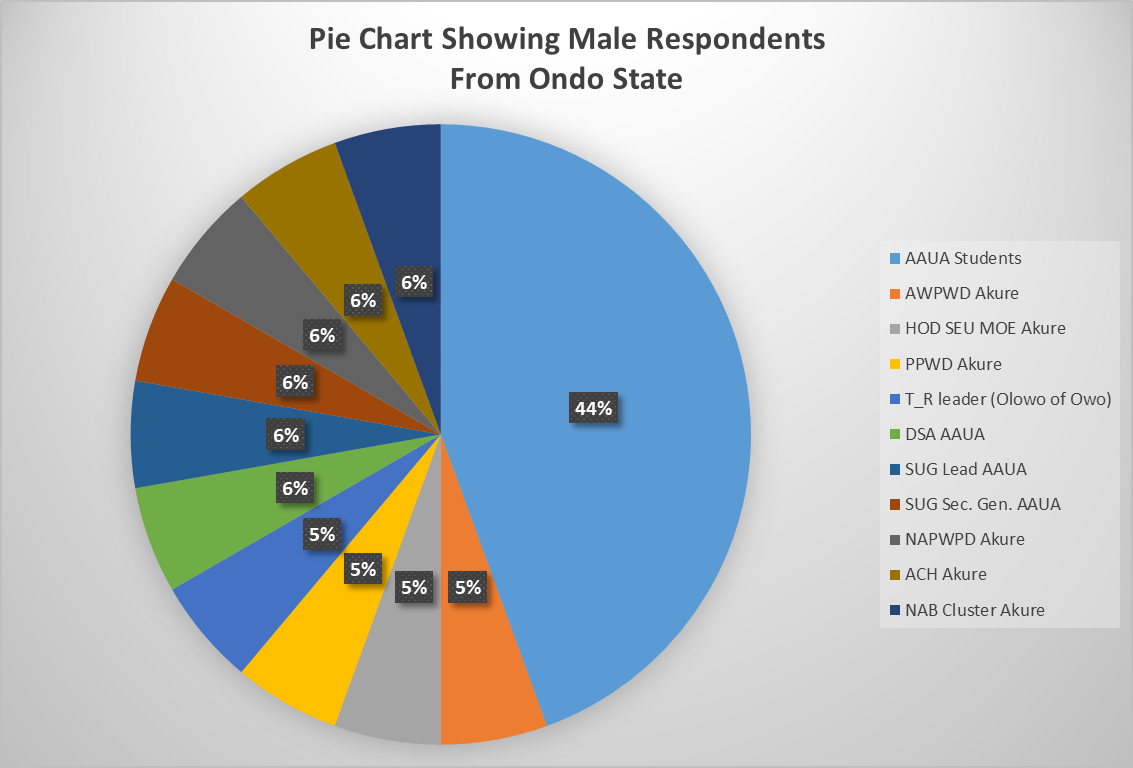 Pie Chart Showing Male Respondents
From Ondo State
6%
44%
6%
6%
6%
6%
6%
5%
5%
5%
5%
AAUA Students
AWPWD Akure
HOD SEU MOE Akure
PPWD Akure
T_R leader (Olowo of Owo)
DSA AAUA
SUG Lead AAUA
SUG Sec. Gen. AAUA
NAPWPD Akure
ACH Akure
NAB Cluster Akure